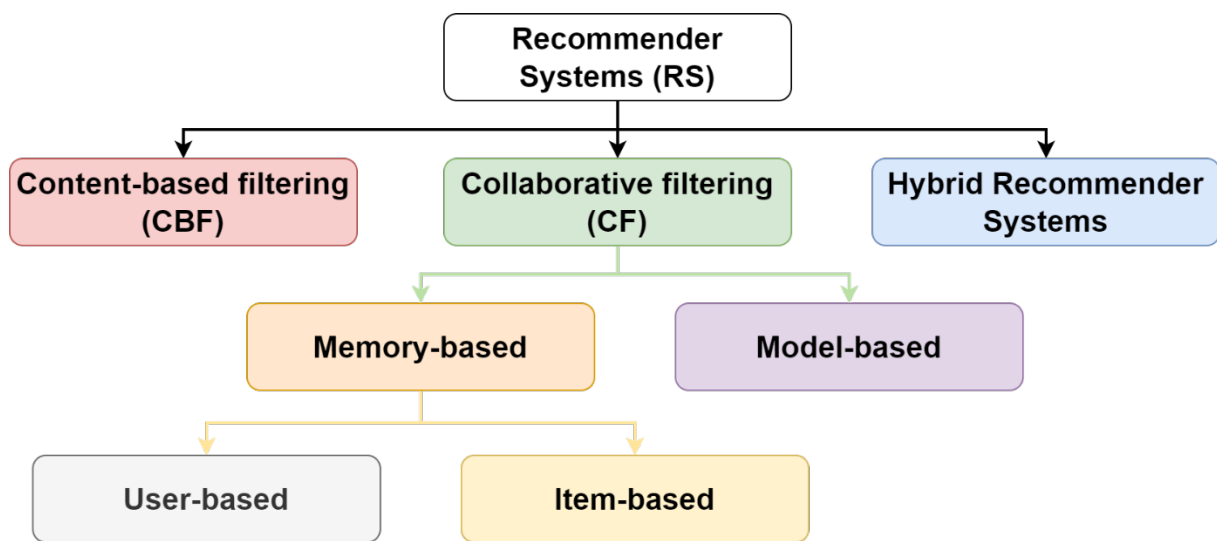 Recommender
Systems (RS)
Content-based filtering
(CBF)
Collaborative filtering
(CF)
Hybrid Recommender
Systems
Memory-based
Model-based
User-based
Item-based